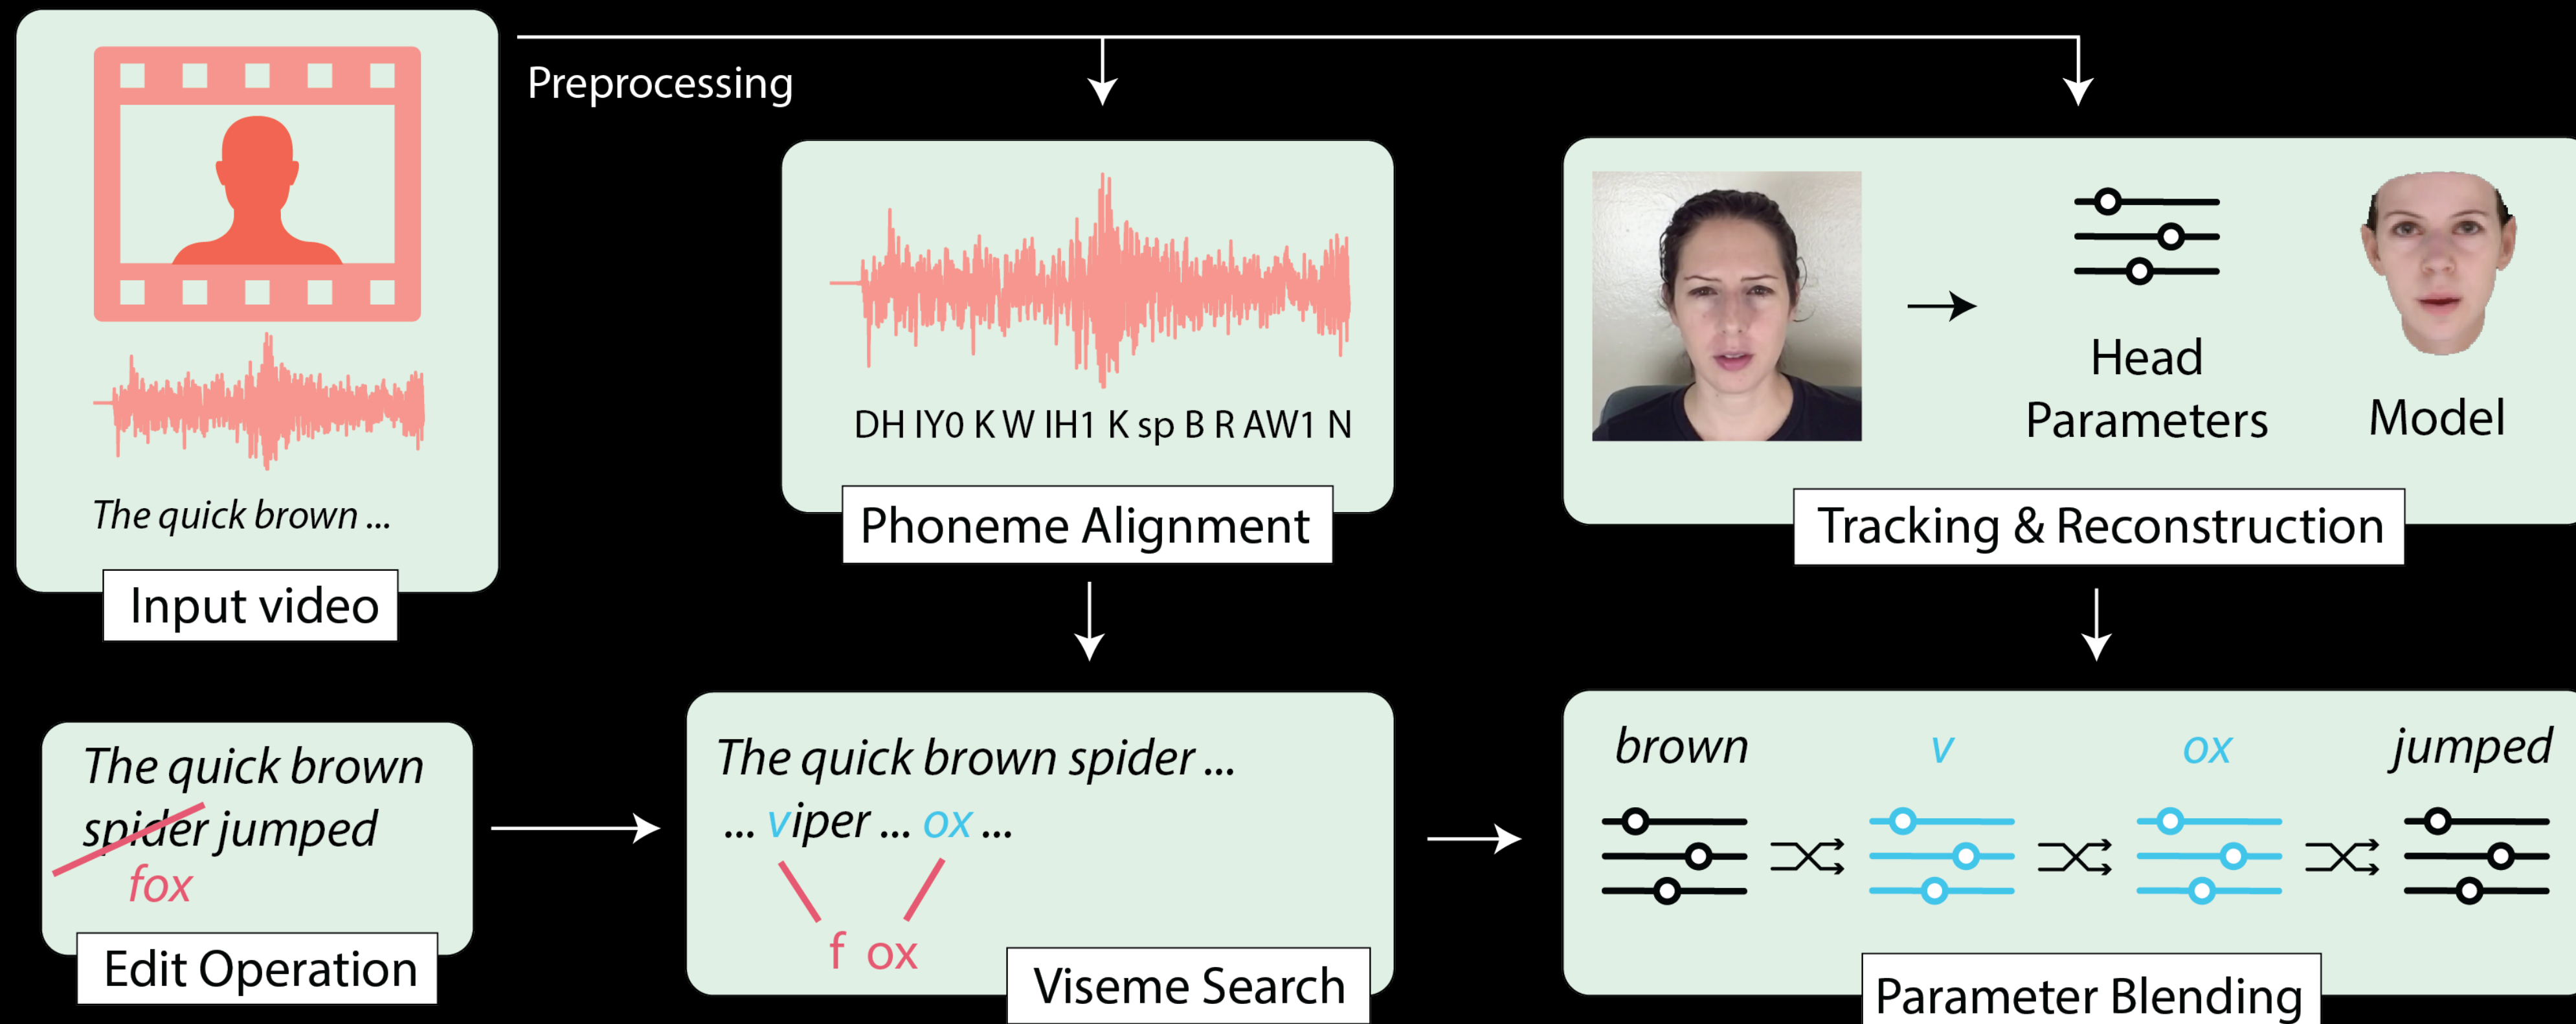 Preprocessing
The quick brown ...
Input video
DH IY0 K W IH1 K sp B R AW1 N
Phoneme Alignment
Head
Parameters
Model
Tracking & Reconstruction
The quick brown
spider jumped
fox
Edit Operation
The quick brown spider ...
... viper ... ox ...
f ox
Viseme Search
brown v ox jumped
Parameter Blending